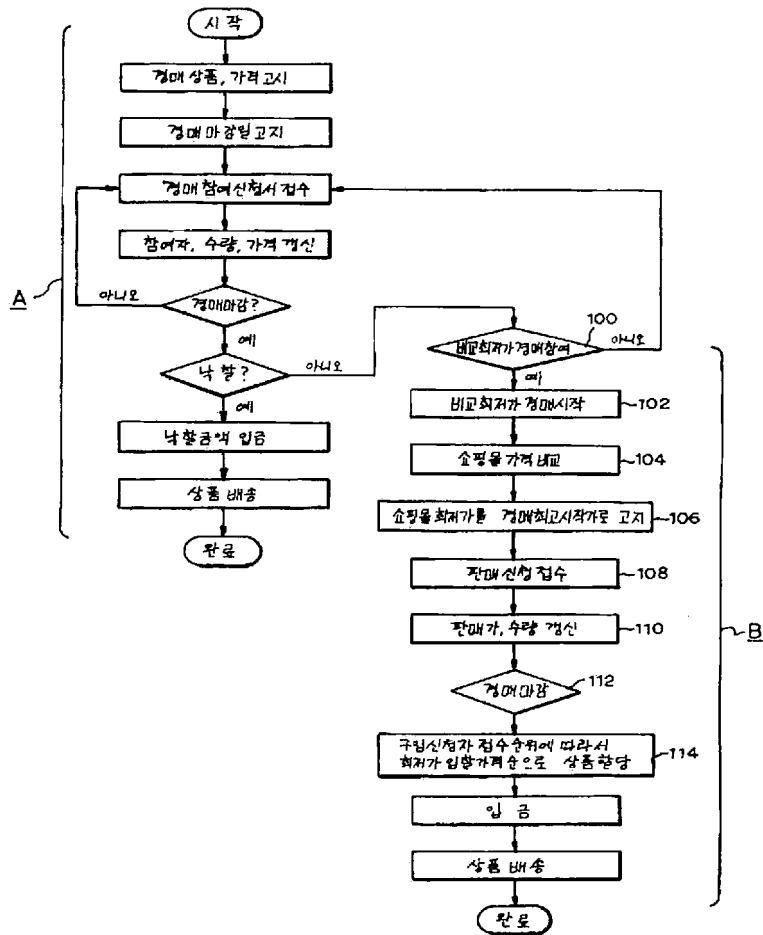 시 작
경매 상품, 가격고시
경매 마감일 고지
경매 참여신청서 접수
참여자, 수량, 가격 갱신
경매마감?
아니오
예
낙 찰?
아니오
예
낙찰금액 입금
상품 배송
완료
A
비교최저가 경매참여
100
아니오
예
비교최저가 경매시작
102
쇼핑몰 가격 비교
104
쇼핑몰 최저가를 경매최고시작가로 고지
106
판매 신청 접수
108
판매가, 수량 갱신
110
경매마감
112
구입신청자 접수순위에 따라서
최저가 입찰가격순으로 상품할당
114
입 금
상품 배송
완료
B